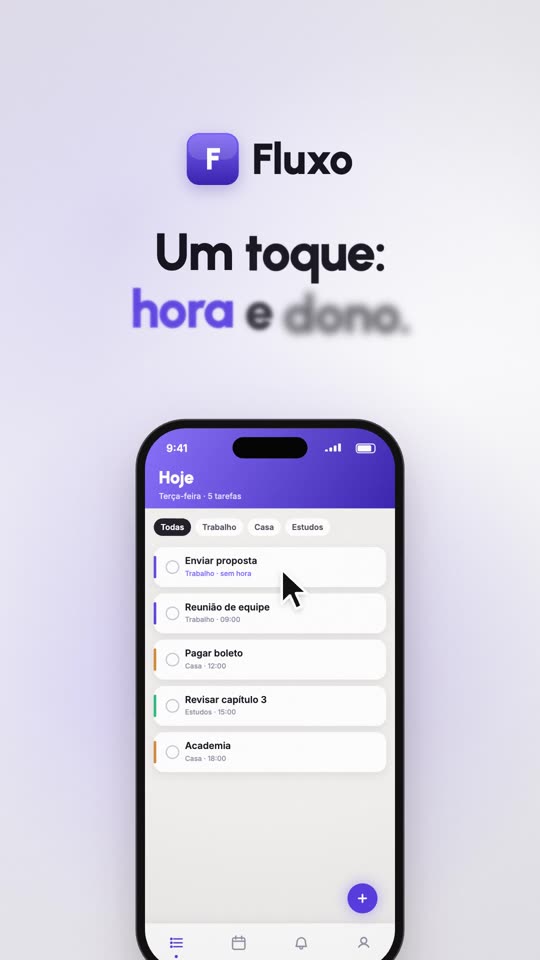 F Fluxo
Um toque:
hora e dono.
9:41
Hoje
Terça-feira · 5 tarefas
Todas Trabalho Casa Estudos
Enviar proposta
Trabalho · sem hora
Reunião de equipe
Trabalho · 09:00
Pagar boleto
Casa · 12:00
Revisar capítulo 3
Estudos · 15:00
Academia
Casa · 18:00